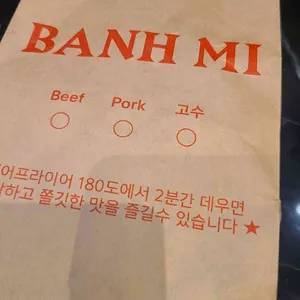 BANH MI
Beef Pork 고수
어프라이어 180도에서 2분간 데우면
하고 쫄깃한 맛을 즐길수 있습니다 ★